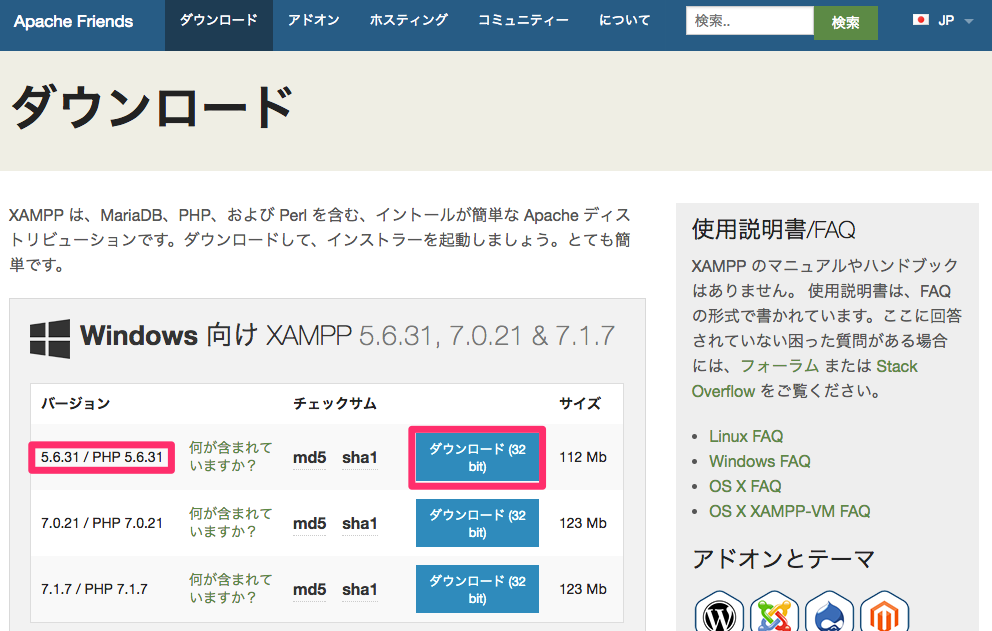 Apache Friends ダウンロード アドオン ホスティング コミュニティー について 検索.. 検索 JP
ダウンロード
XAMPP は、MariaDB、PHP、および Perl を含む、イントールが簡単な Apache ディス
トリビューションです。ダウンロードして、インストラーを起動しましょう。とても簡
単です。
Windows 向け XAMPP 5.6.31, 7.0.21 & 7.1.7
バージョン チェックサム サイズ
5.6.31 / PHP 5.6.31 何が含まれて
いますか？ md5 sha1 ダウンロード (32
bit) 112 Mb
7.0.21 / PHP 7.0.21 何が含まれて
いますか？ md5 sha1 ダウンロード (32
bit) 123 Mb
7.1.7 / PHP 7.1.7 何が含まれて
いますか？ md5 sha1 ダウンロード (32
bit) 123 Mb
使用説明書/FAQ
XAMPP のマニュアルやハンドブック
はありません。 使用説明書は、FAQ
の形式で書かれています。ここに回答
されていない困った質問がある場合
には、フォーラム または Stack
Overflow をご覧ください。
• Linux FAQ
• Windows FAQ
• OS X FAQ
• OS X XAMPP-VM FAQ
アドオンとテーマ